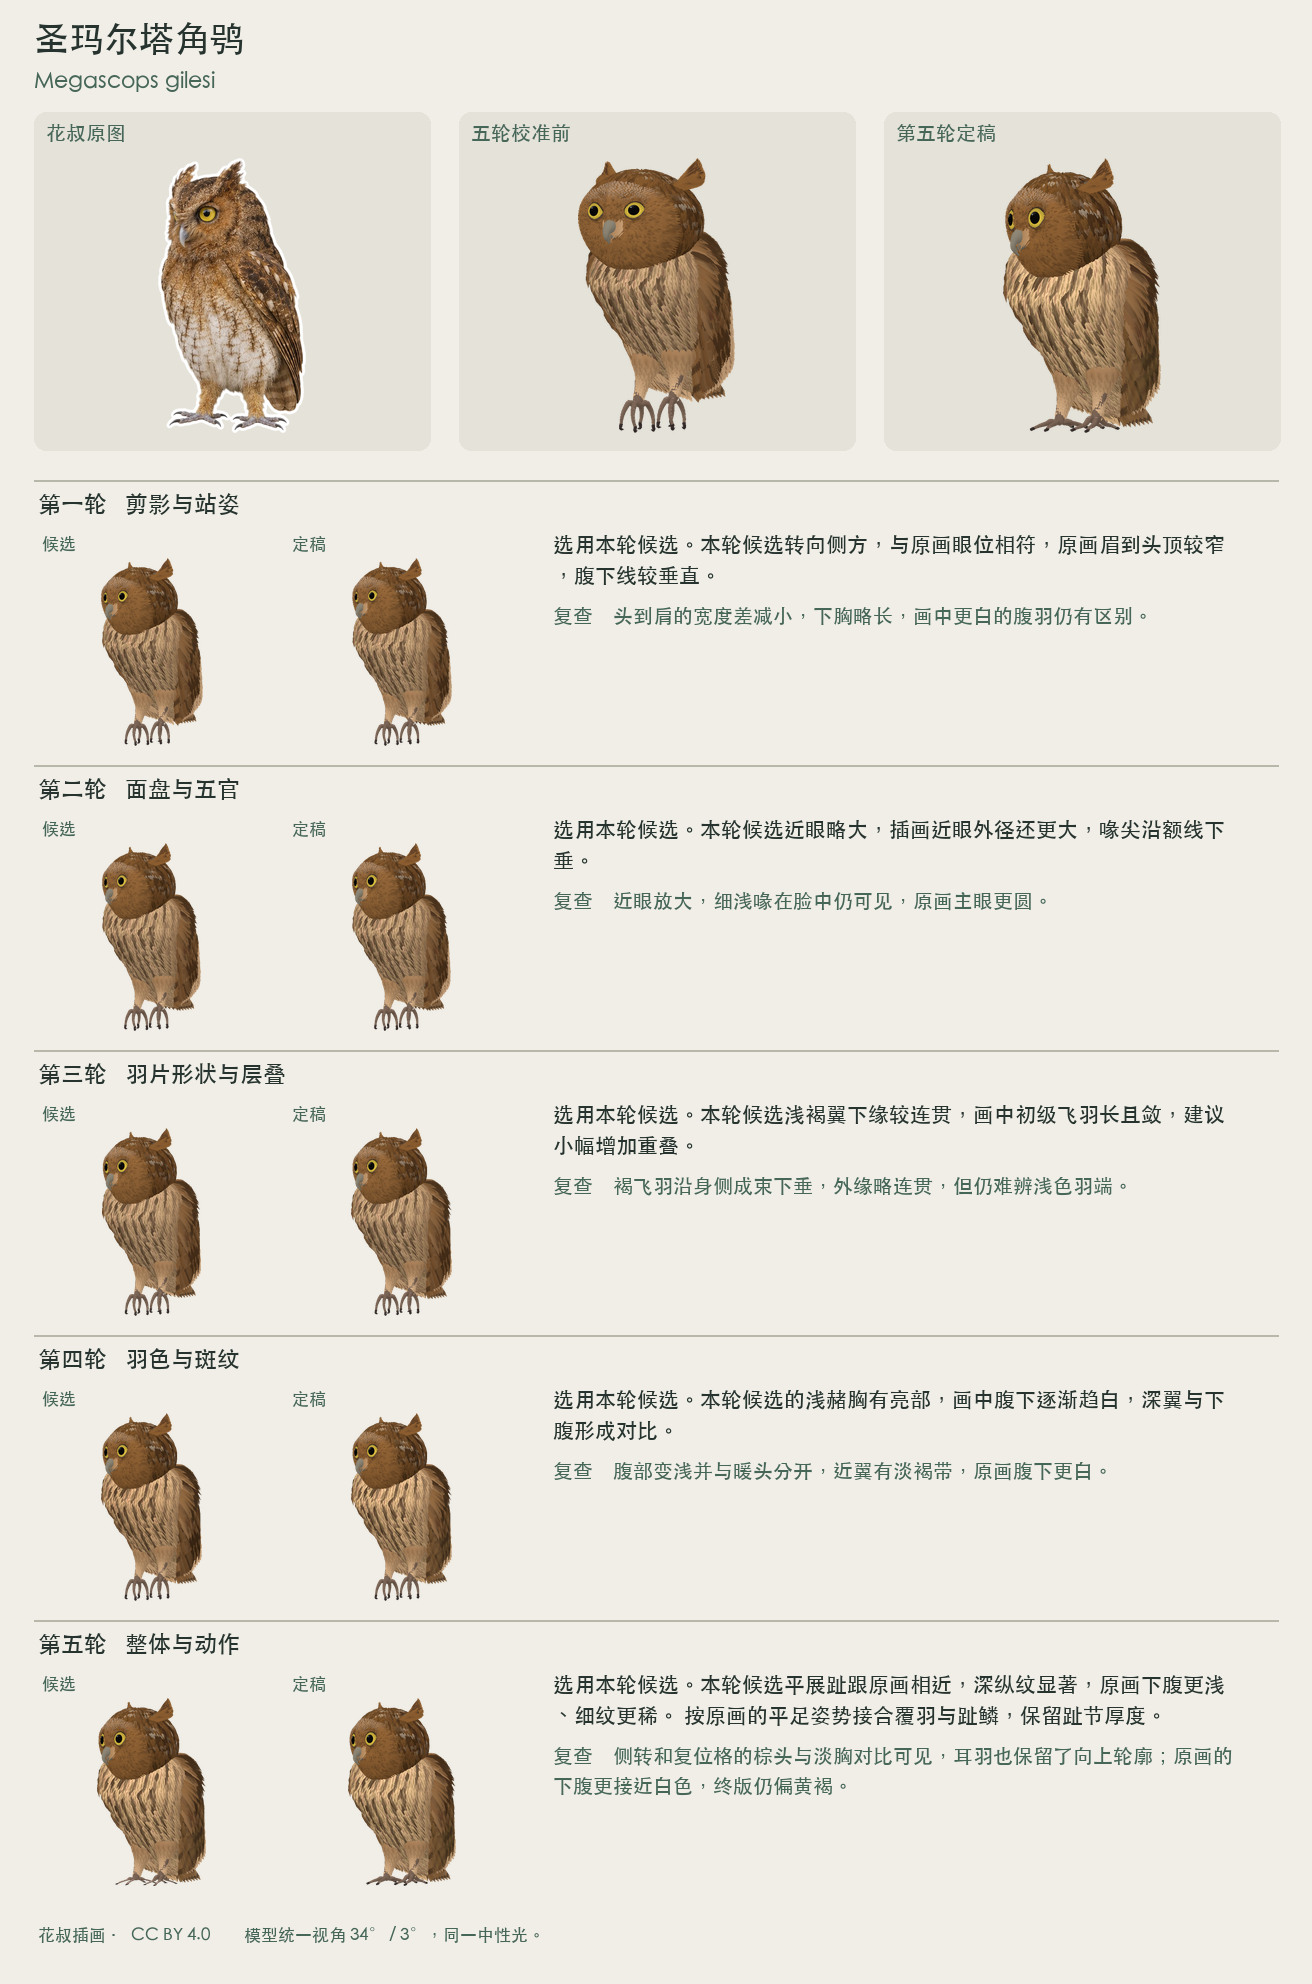 圣玛尔塔角鸮
Megascops gilesi
花叔原图
五轮校准前
第五轮定稿
第一轮 剪影与站姿
候选
定稿
选用本轮候选。本轮候选转向侧方，与原画眼位相符，原画眉到头顶较窄
，腹下线较垂直。
复查 头到肩的宽度差减小，下胸略长，画中更白的腹羽仍有区别。
第二轮 面盘与五官
候选
定稿
选用本轮候选。本轮候选近眼略大，插画近眼外径还更大，喙尖沿额线下
垂。
复查 近眼放大，细浅喙在脸中仍可见，原画主眼更圆。
第三轮 羽片形状与层叠
候选
定稿
选用本轮候选。本轮候选浅褐翼下缘较连贯，画中初级飞羽长且敛，建议
小幅增加重叠。
复查 褐飞羽沿身侧成束下垂，外缘略连贯，但仍难辨浅色羽端。
第四轮 羽色与斑纹
候选
定稿
选用本轮候选。本轮候选的浅赭胸有亮部，画中腹下逐渐趋白，深翼与下
腹形成对比。
复查 腹部变浅并与暖头分开，近翼有淡褐带，原画腹下更白。
第五轮 整体与动作
候选
定稿
选用本轮候选。本轮候选平展趾跟原画相近，深纵纹显著，原画下腹更浅
、细纹更稀。 按原画的平足姿势接合覆羽与趾鳞，保留趾节厚度。
复查 侧转和复位格的棕头与淡胸对比可见，耳羽也保留了向上轮廓；原画的
下腹更接近白色，终版仍偏黄褐。
花叔插画 · CC BY 4.0 模型统一视角 34° / 3° ，同一中性光。